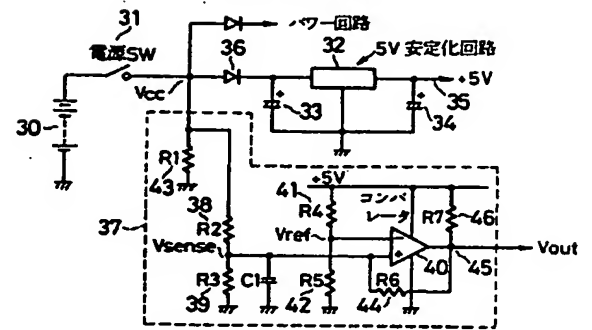 31
電源SW
パワー回路
36
32
5V安定化回路
Vcc
+5V
30
33
34
35
R1
43
37
38
R2
Vsense
R3
39
C1
+5V
41
R4
Vref
R5
42
コンパ
レータ
-
+
40
R6
44
R7
46
45
Vout